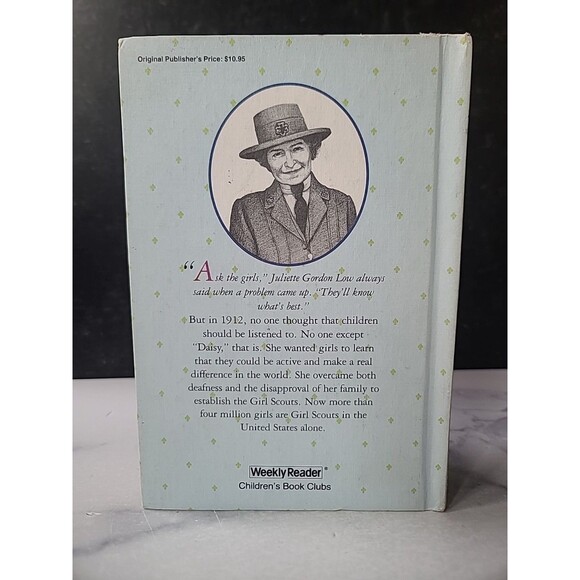 Original Publisher's Price: $10.95
"Ask the girls," Juliette Gordon Low always
said when a problem came up. "They'll know
what's best."
But in 1912, no one thought that children
should be listened to. No one except
"Daisy," that is. She wanted girls to learn
that they could be active and make a real
difference in the world. She overcame both
deafness and the disapproval of her family to
establish the Girl Scouts. Now more than
four million girls are Girl Scouts in the
United States alone.
Weekly Reader®
Children's Book Clubs